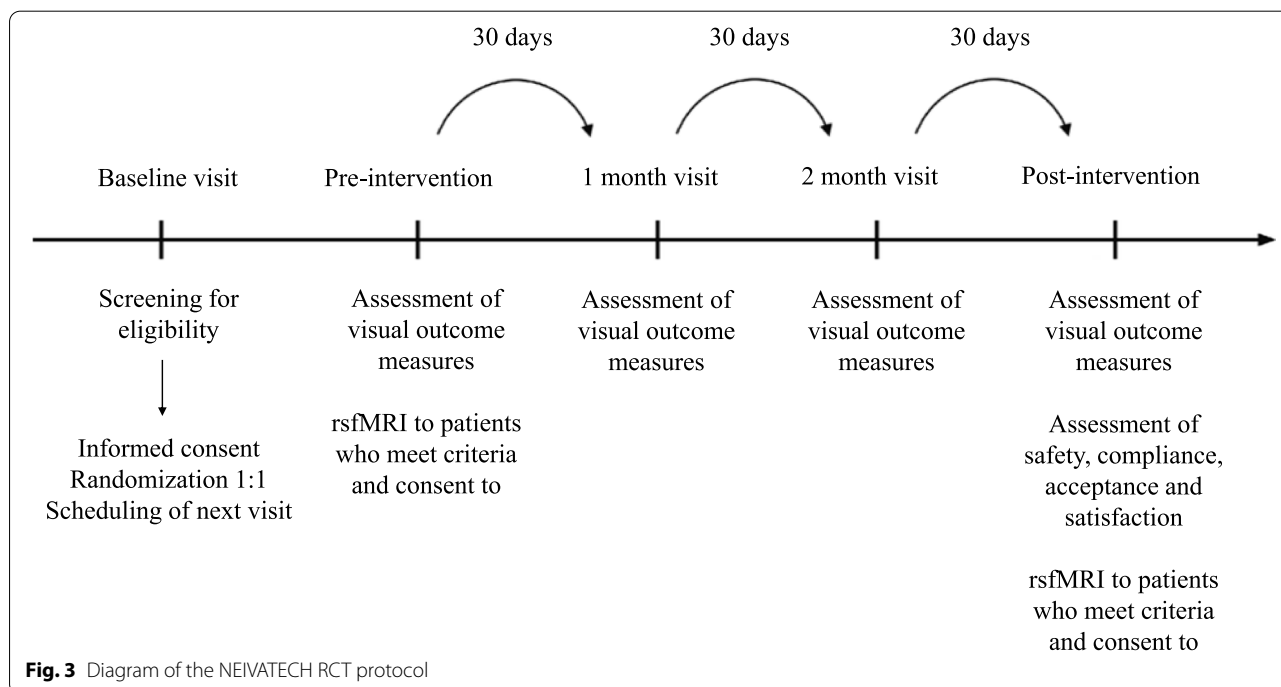 30 days
30 days
30 days
Baseline visit
Pre-intervention
1 month visit
2 month visit
Post-intervention
Screening for
eligibility
Informed consent
Randomization 1:1
Scheduling of next visit
Assessment of
visual outcome
measures
rsfMRI to patients
who meet criteria
and consent to
Assessment of
visual outcome
measures
Assessment of
visual outcome
measures
Assessment of
visual outcome
measures
Assessment of
safety, compliance,
acceptance and
satisfaction
rsfMRI to patients
who meet criteria
and consent to
Fig. 3 Diagram of the NEIVATECH RCT protocol